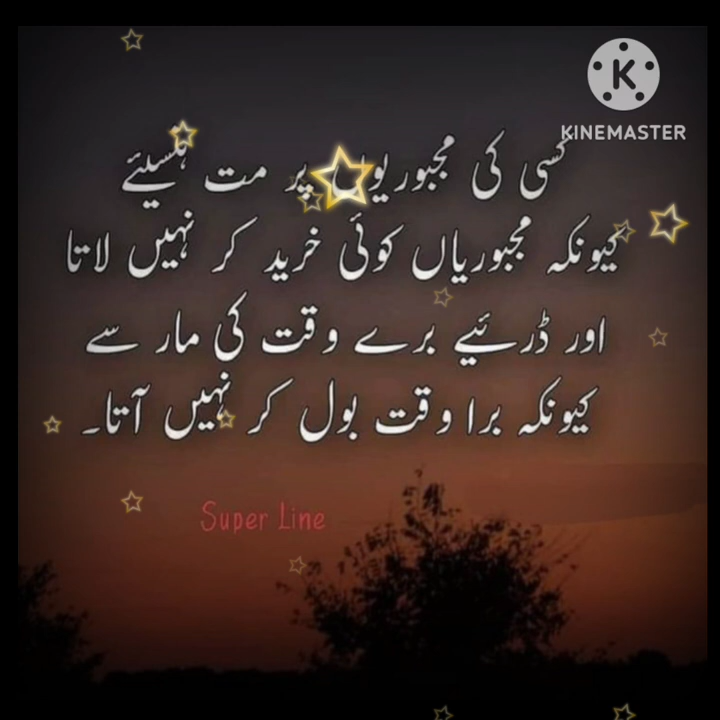 KINEMASTER
کسی کی مجبوریوں پر مت ہنسیئے
کیونکہ مجبوریاں کوئی خرید کر نہیں لاتا
اور ڈرئیے برے وقت کی مار سے
کیونکہ برا وقت بول کر نہیں آتا۔
Super Line